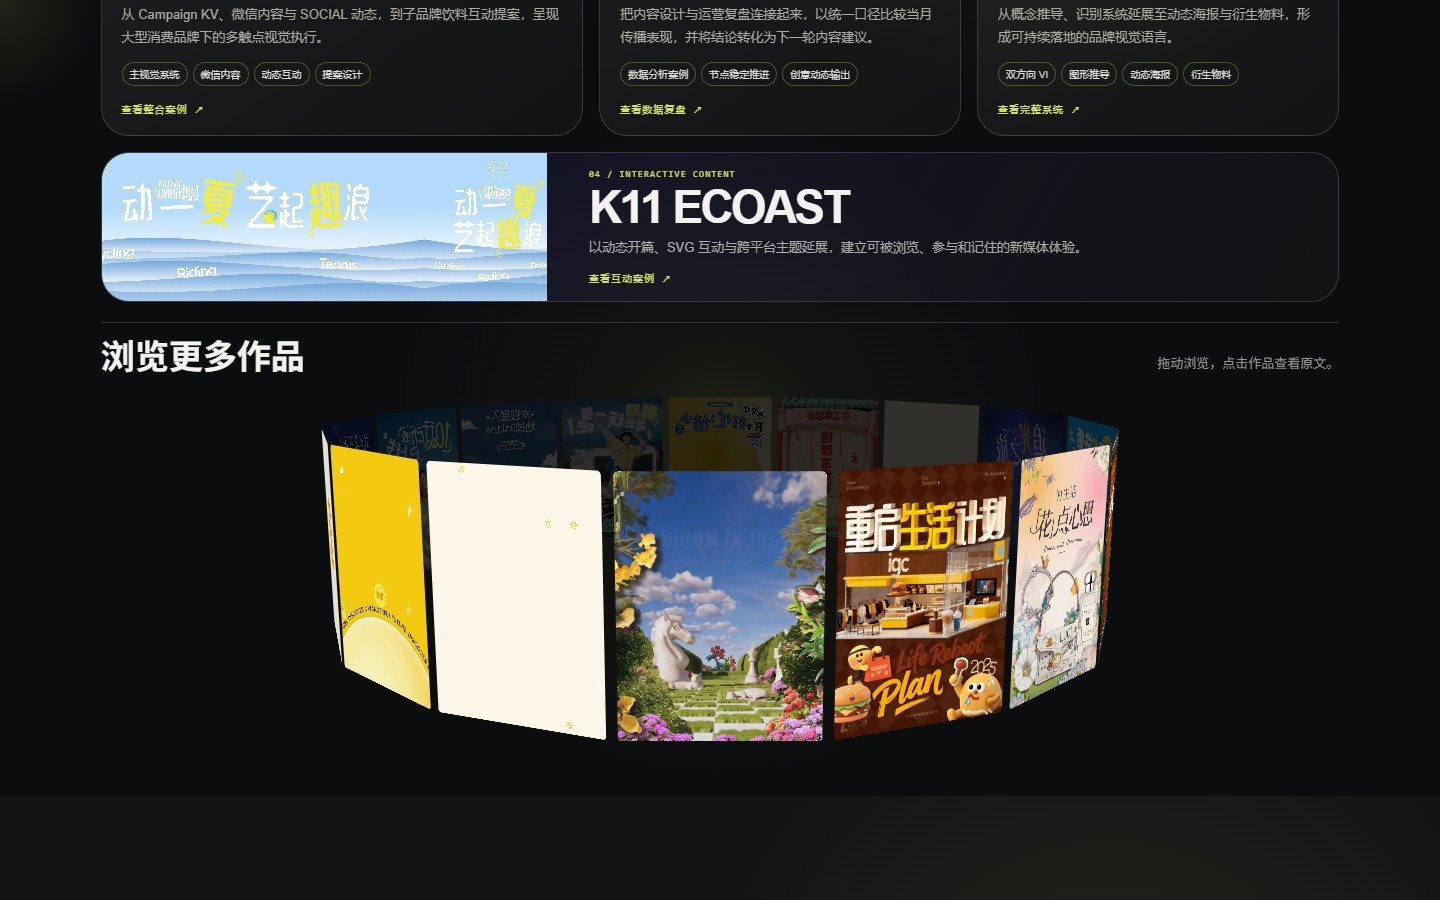 从 Campaign KV、微信内容与 SOCIAL 动态，到子品牌饮料互动提案，呈现
大型消费品牌下的多触点视觉执行。
主视觉系统 微信内容 动态互动 提案设计
查看整合案例 ↗
把内容设计与运营复盘连接起来，以统一口径比较当月
传播表现，并将结论转化为下一轮内容建议。
数据分析案例 节点稳定推进 创意动态输出
查看数据复盘 ↗
从概念推导、识别系统延展至动态海报与衍生物料，形
成可持续落地的品牌视觉语言。
双方向 VI 图形推导 动态海报 衍生物料
查看完整系统 ↗
动一夏 艺起趣浪
Riding
Tennis
K11
动一夏
艺起趣浪
Cycling
Riding
04 / INTERACTIVE CONTENT
K11 ECOAST
以动态开篇、SVG 互动与跨平台主题延展，建立可被浏览、参与和记住的新媒体体验。
查看互动案例 ↗
浏览更多作品
拖动浏览，点击作品查看原文。
重启生活计划
igc
Life Reboot
Plan
2025
为生活
花点心思